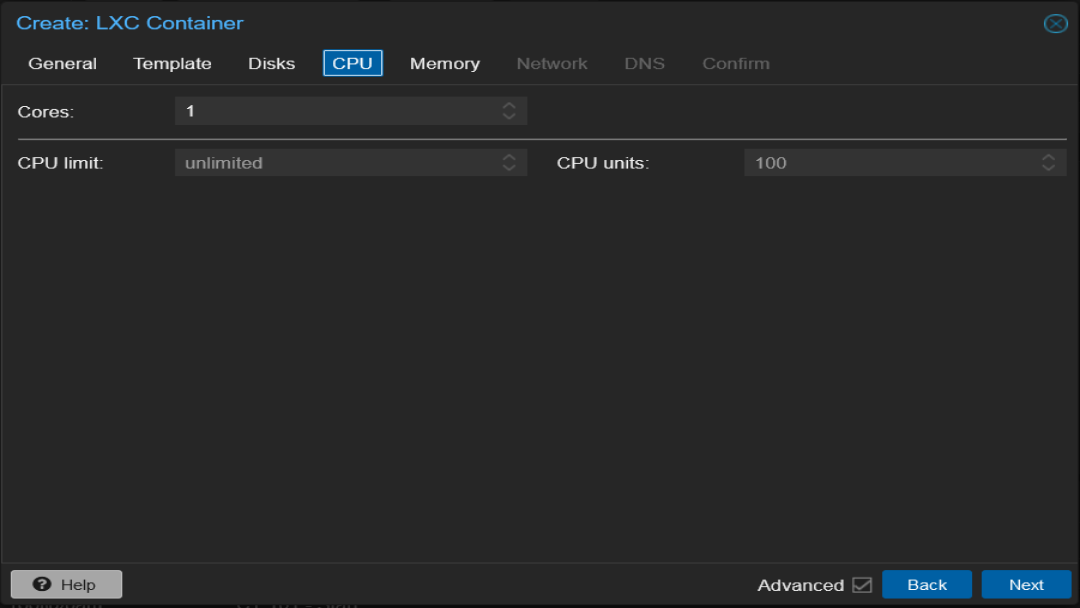 Create: LXC Container
General Template Disks CPU Memory Network DNS Confirm
Cores: 1
CPU limit: unlimited CPU units: 100
Help Advanced Back Next